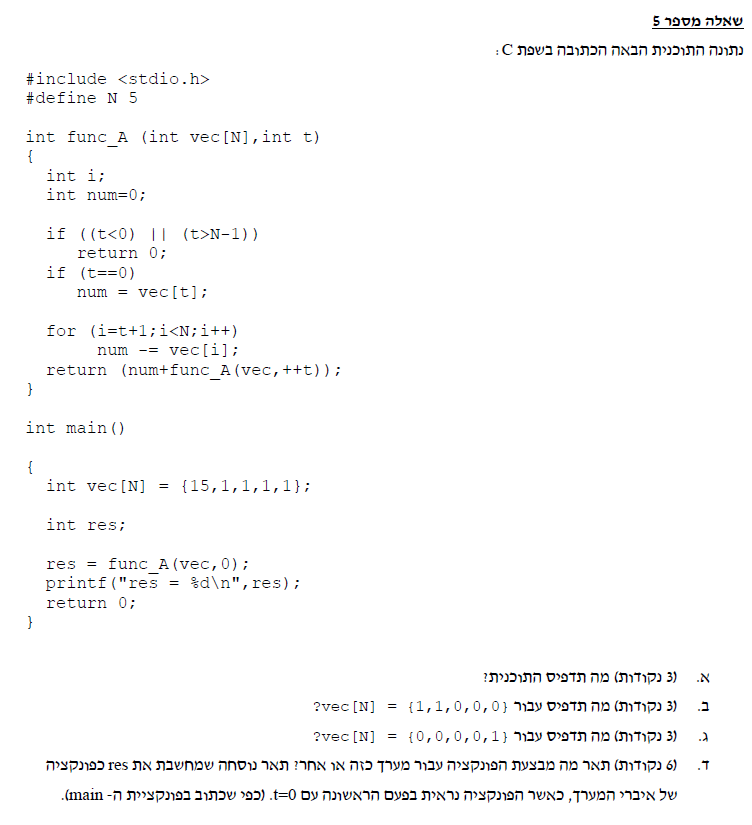 שאלה מספר 5
נתונה התוכנית הבאה הכתובה בשפת C:
#include <stdio.h>
#define N 5
int func_A (int vec[N],int t)
{
int i;
int num=0;
if ((t<0) || (t>N-1))
return 0;
if (t==0)
num = vec[t];
for (i=t+1;i<N;i++)
num -= vec[i];
return (num+func_A(vec,++t));
}
int main()
{
int vec[N] = {15,1,1,1,1};
int res;
res = func_A(vec,0);
printf("res = %d\n",res);
return 0;
}
א. (3 נקודות) מה תדפיס התוכנית?
ב. (3 נקודות) מה תדפיס עבור vec[N] = {1,1,0,0,0}?
ג. (3 נקודות) מה תדפיס עבור vec[N] = {0,0,0,0,1}?
ד. (6 נקודות) תאר מה מבצעת הפונקציה עבור מערך כזה או אחר? תאר נוסחה שמחשבת את res כפונקציה
של איברי המערך, כאשר הפונקציה נראית בפעם הראשונה עם t=0. (כפי שכתוב בפונקציית ה- main).